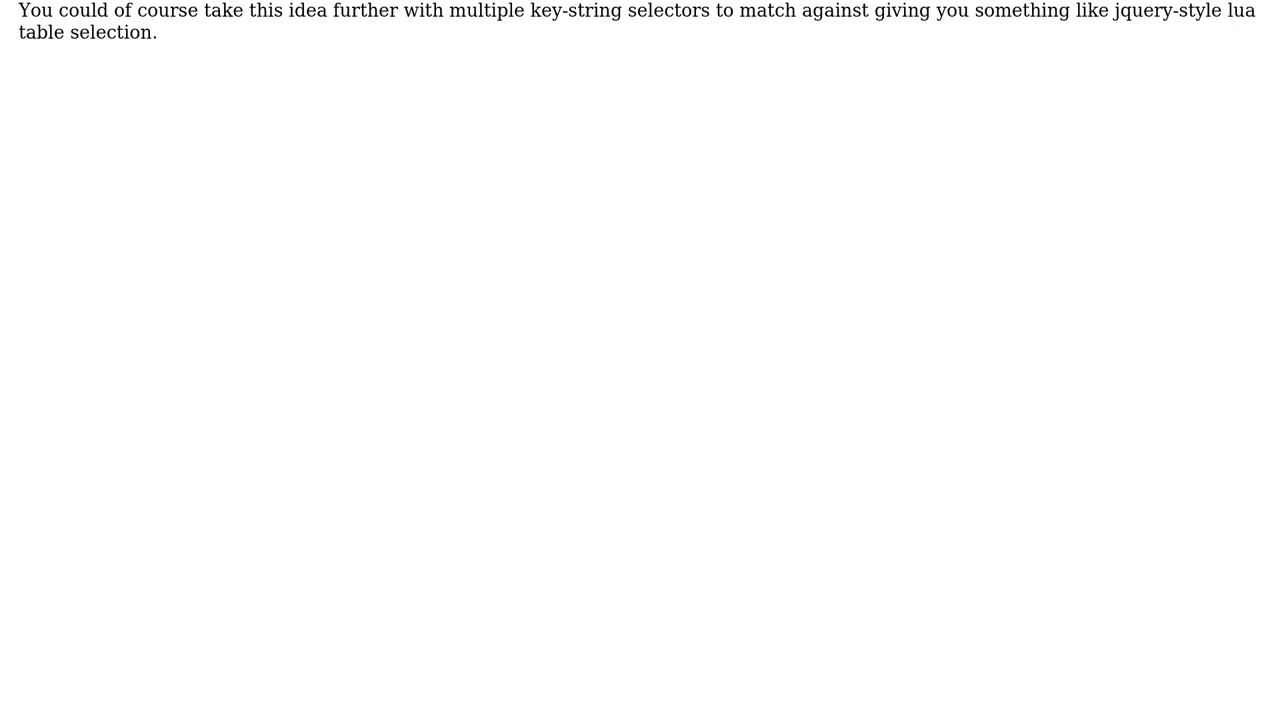 You could of course take this idea further with multiple key-string selectors to match against giving you something like jquery-style lua
table selection.